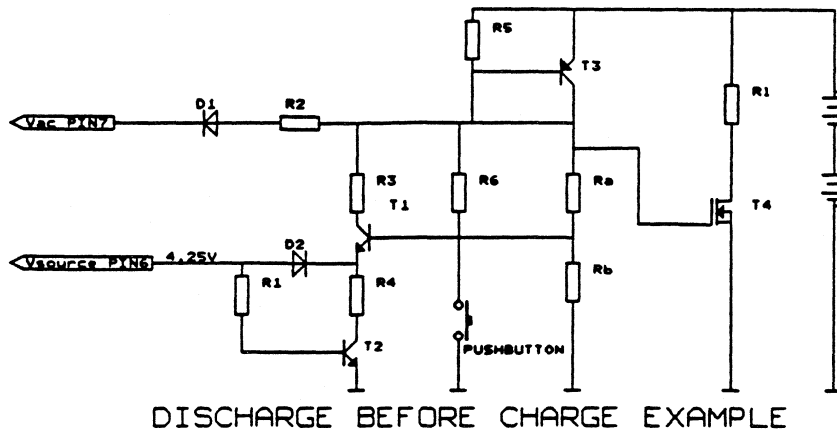 R5
T3
D1
R2
R1
Vac PIN7
R3
R6
Ra
T1
T4
D2
Vsource PIN6
4.25V
R1
R4
Rb
T2
PUSHBUTTON
DISCHARGE BEFORE CHARGE EXAMPLE